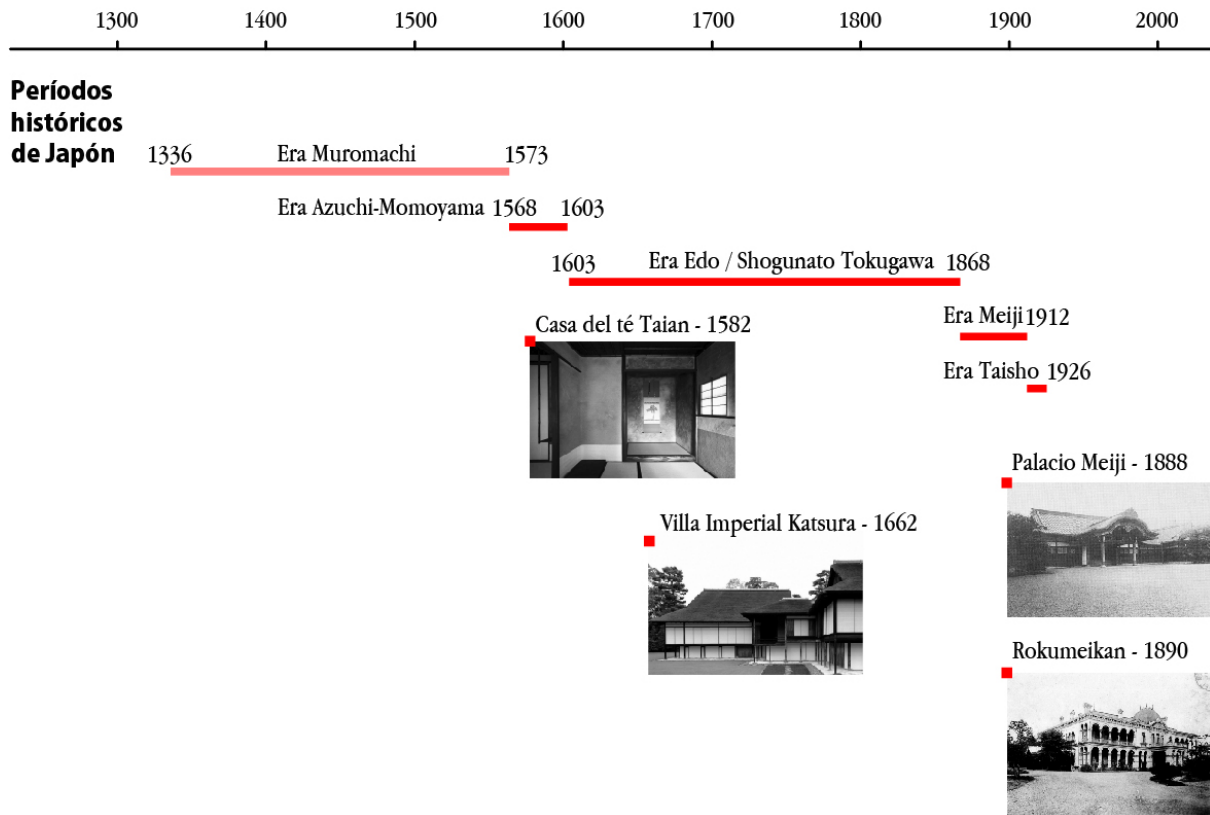 1300 1400 1500 1600 1700 1800 1900 2000
Períodos
históricos
de Japón
1336 Era Muromachi 1573
Era Azuchi-Momoyama 1568 1603
1603 Era Edo / Shogunato Tokugawa 1868
Era Meiji 1912
Era Taisho 1926
Casa del té Taian - 1582
Villa Imperial Katsura - 1662
Palacio Meiji - 1888
Rokumeikan - 1890